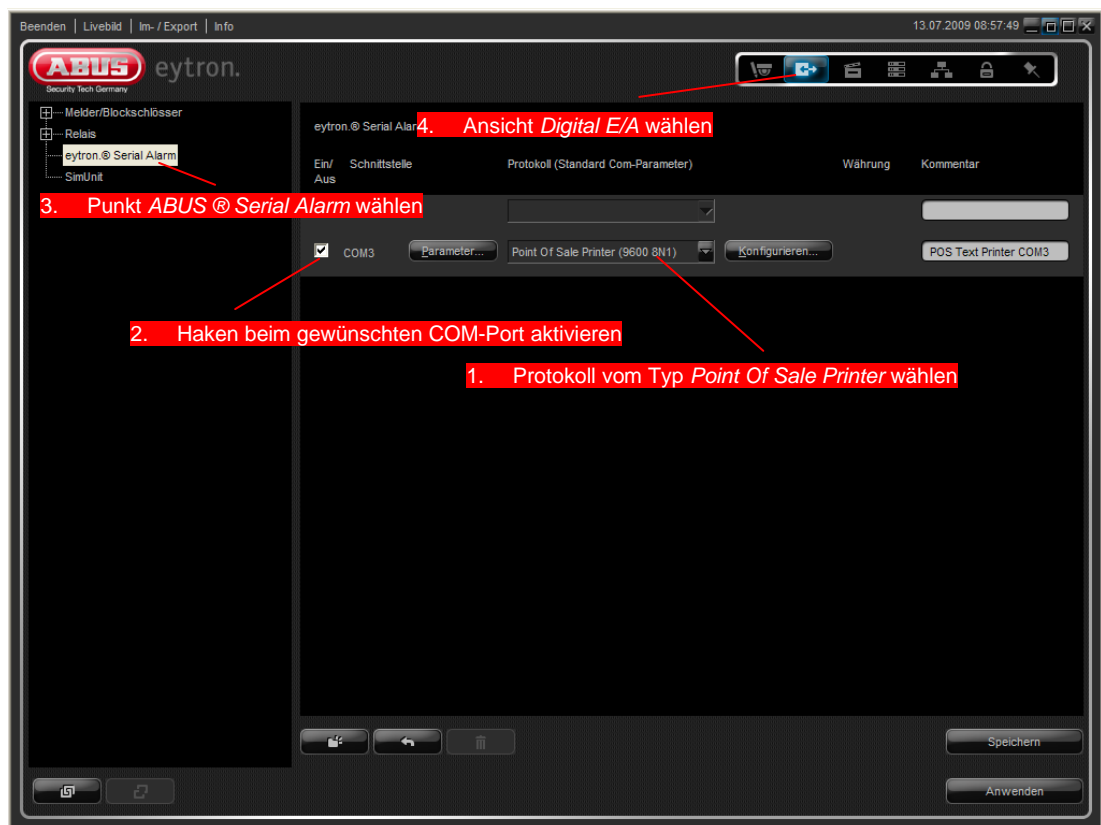 Beenden | Livebild | Im- / Export | Info
13.07.2009 08:57:49
ABUS eytron.
Security Tech Germany
Melder/Blockschlösser
Relais
eytron.® Serial Alarm
SimUnit
eytron.® Serial Alar
4. Ansicht Digital E/A wählen
Ein/ Aus Schnittstelle Protokoll (Standard Com-Parameter) Währung Kommentar
3. Punkt ABUS ® Serial Alarm wählen
COM3 Parameter... Point Of Sale Printer (9600 8N1) Konfigurieren... POS Text Printer COM3
2. Haken beim gewünschten COM-Port aktivieren
1. Protokoll vom Typ Point Of Sale Printer wählen
Speichern
Anwenden